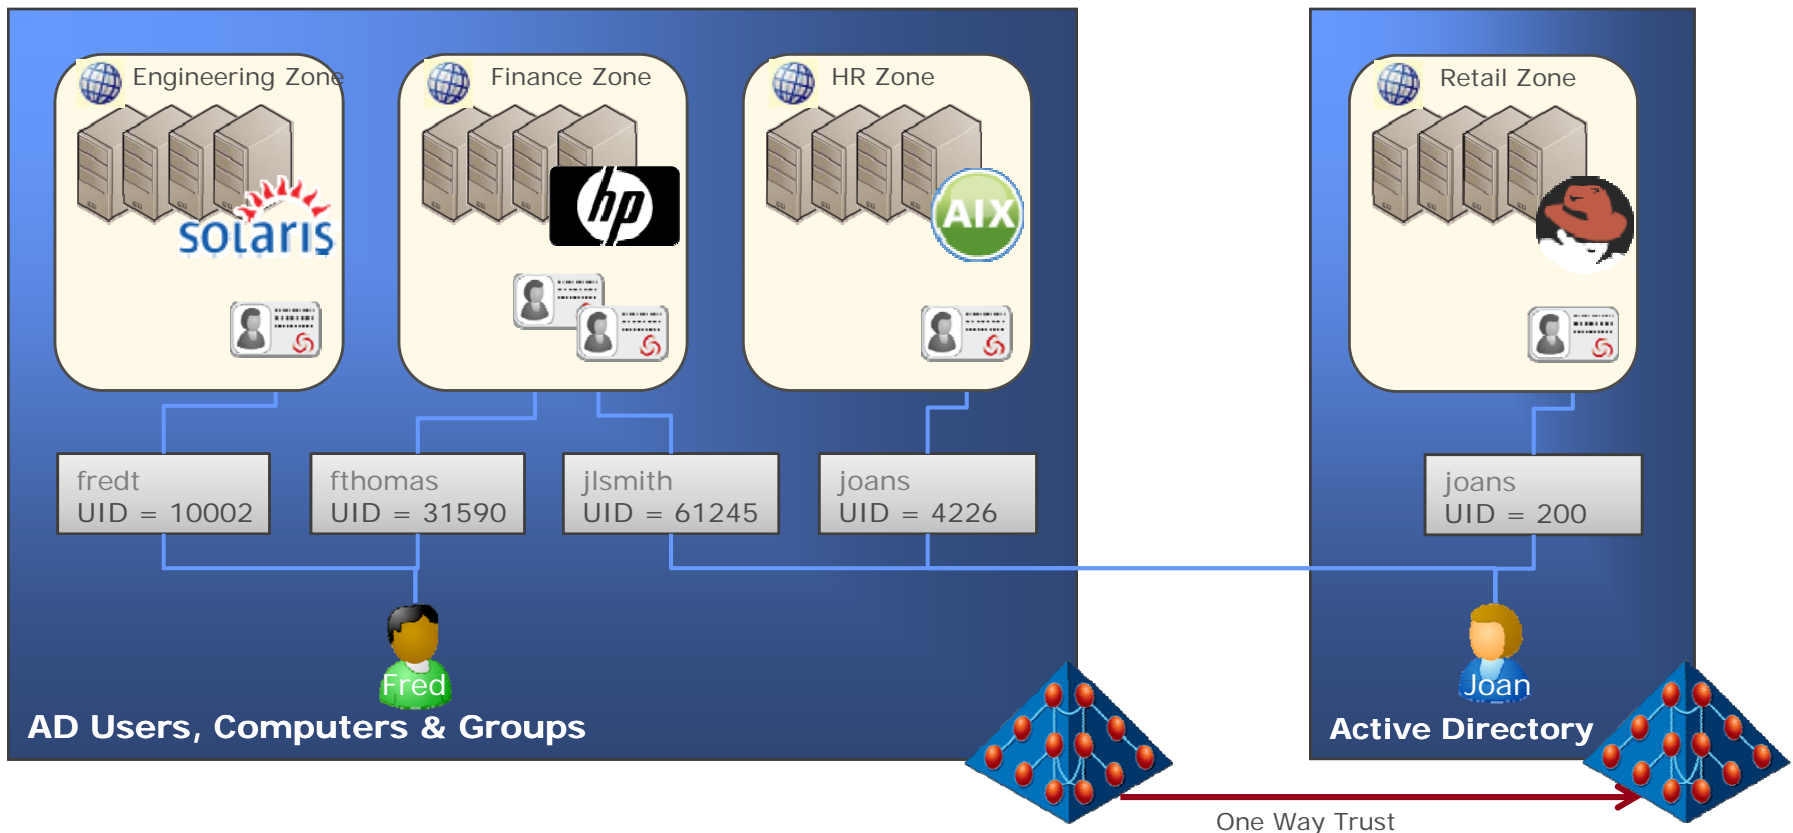 Engineering Zone
Finance Zone
HR Zone
Retail Zone
solaris
hp
AIX
fredt
UID = 10002
fthomas
UID = 31590
jlsmith
UID = 61245
joans
UID = 4226
joans
UID = 200
Fred
Joan
AD Users, Computers & Groups
Active Directory
One Way Trust